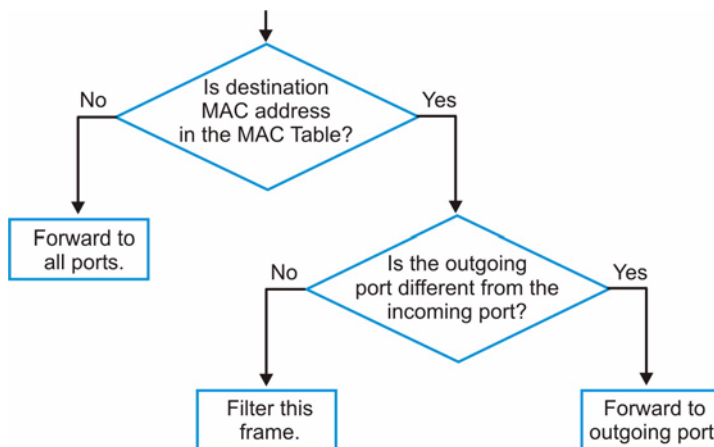 Is destination
MAC address
in the MAC Table?
No
Yes
Forward to
all ports.
Is the outgoing
port different from the
incoming port?
No
Yes
Filter this
frame.
Forward to
outgoing port